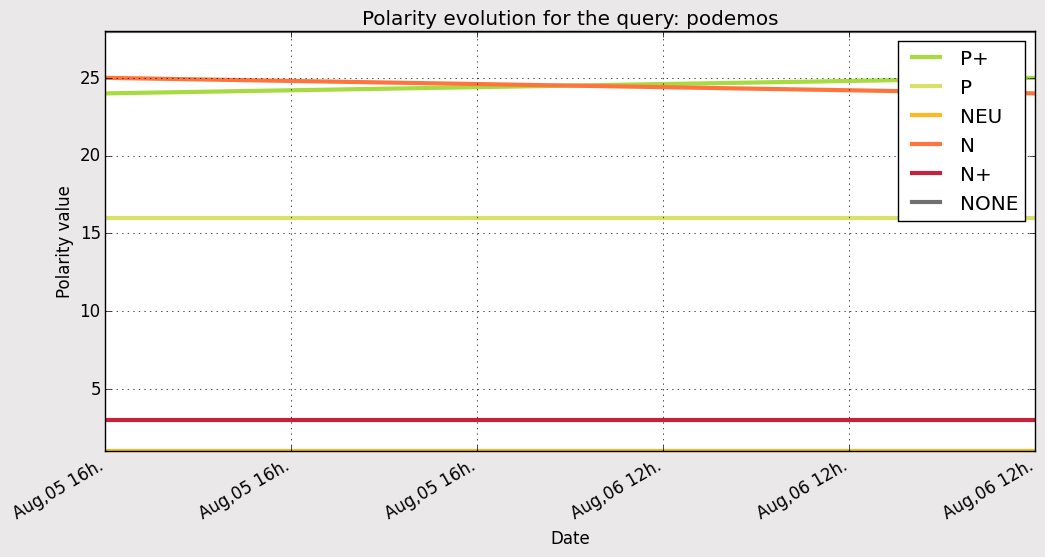 Polarity evolution for the query: podemos
P+
P
NEU
N
N+
NONE
25
20
15
10
5
Polarity value
Aug,05 16h.
Aug,05 16h.
Aug,05 16h.
Aug,06 12h.
Aug,06 12h.
Aug,06 12h.
Date